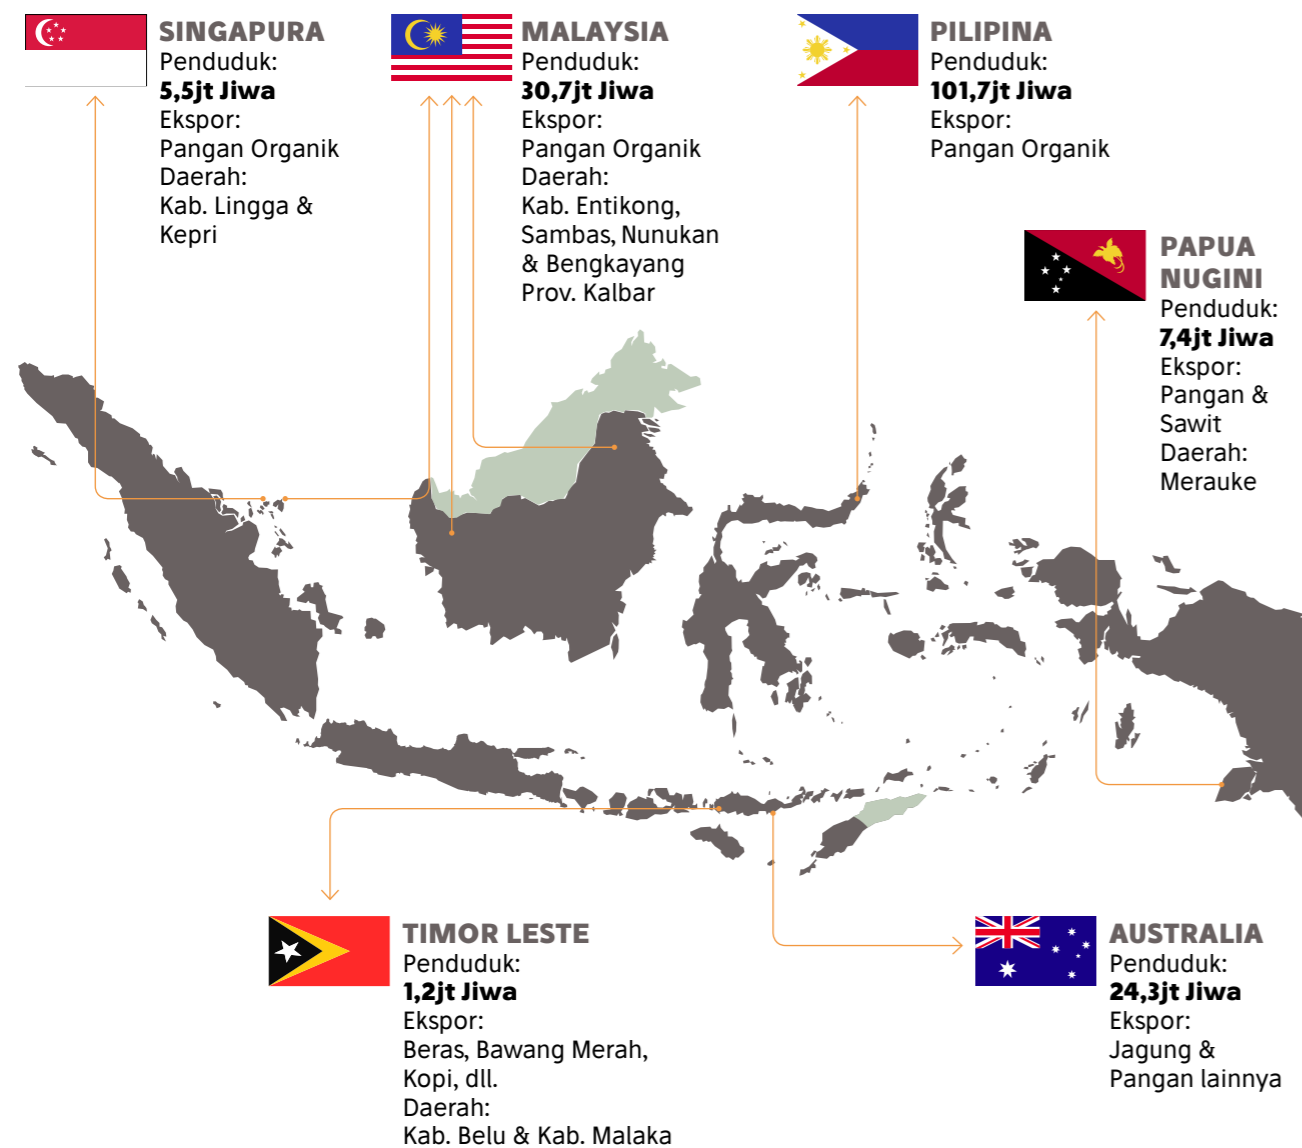 SINGAPURA
Penduduk:
5,5jt Jiwa
Ekspor:
Pangan Organik
Daerah:
Kab. Lingga &
Kepri
MALAYSIA
Penduduk:
30,7jt Jiwa
Ekspor:
Pangan Organik
Daerah:
Kab. Entikong,
Sambas, Nunukan
& Bengkayang
Prov. Kalbar
PILIPINA
Penduduk:
101,7jt Jiwa
Ekspor:
Pangan Organik
PAPUA
NUGINI
Penduduk:
7,4jt Jiwa
Ekspor:
Pangan &
Sawit
Daerah:
Merauke
TIMOR LESTE
Penduduk:
1,2jt Jiwa
Ekspor:
Beras, Bawang Merah,
Kopi, dll.
Daerah:
Kab. Belu & Kab. Malaka
AUSTRALIA
Penduduk:
24,3jt Jiwa
Ekspor:
Jagung &
Pangan lainnya